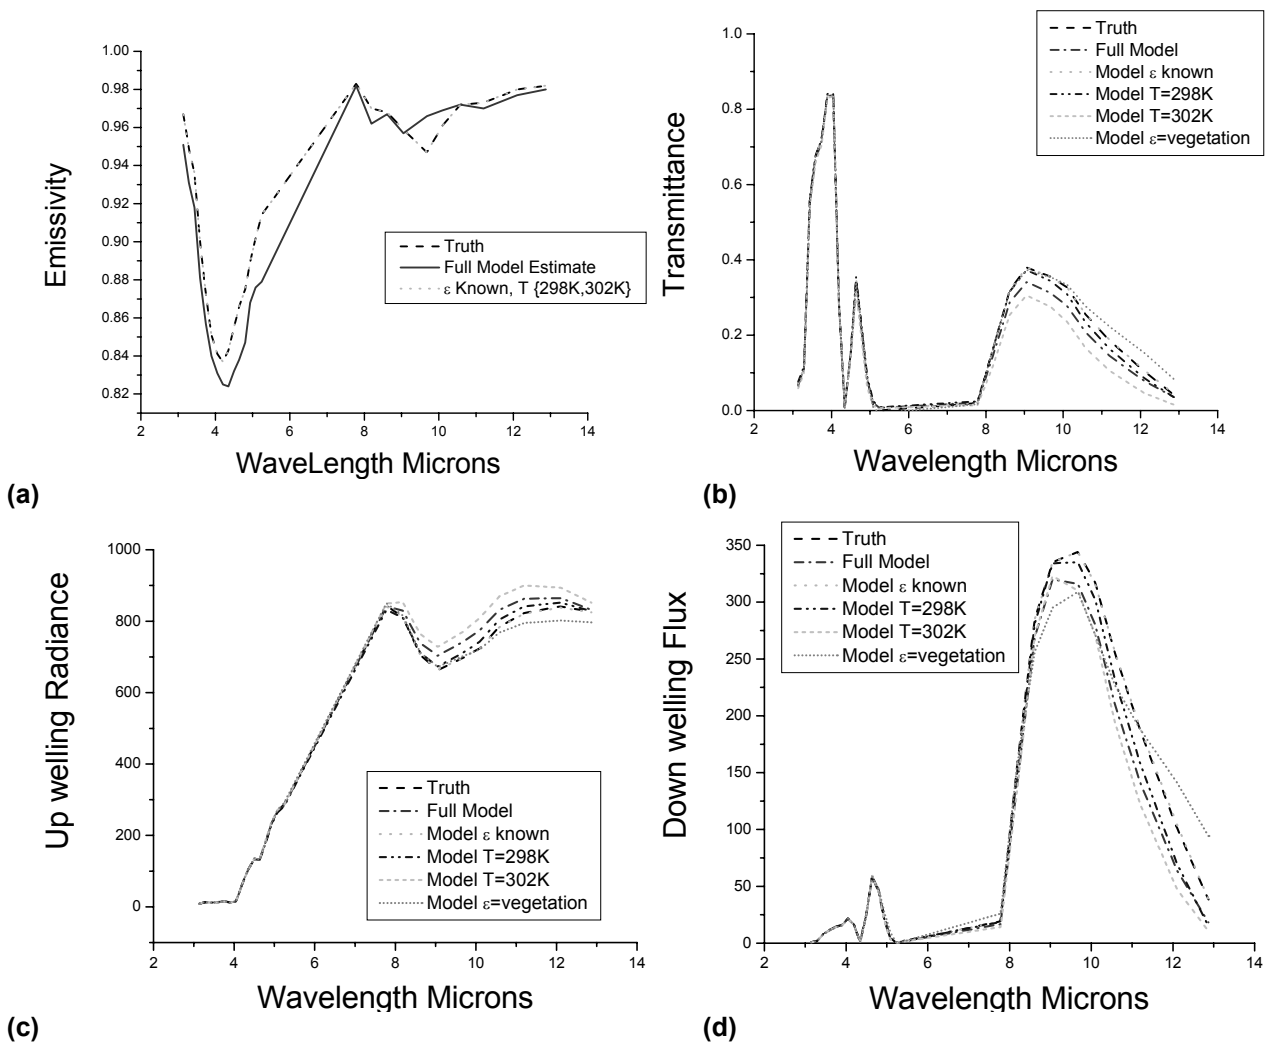 1.00
0.98
0.96
0.94
0.92
0.90
0.88
0.86
0.84
0.82
2 4 6 8 10 12 14
Emissivity
WaveLength Microns
Truth
Full Model Estimate
ε Known, T {298K,302K}
(a)
1.0
0.8
0.6
0.4
0.2
0.0
2 4 6 8 10 12 14
Transmittance
Wavelength Microns
Truth
Full Model
Model ε known
Model T=298K
Model T=302K
Model ε=vegetation
(b)
1000
800
600
400
200
0
2 4 6 8 10 12 14
Up welling Radiance
Wavelength Microns
Truth
Full Model
Model ε known
Model T=298K
Model T=302K
Model ε=vegetation
(c)
350
300
250
200
150
100
50
0
2 4 6 8 10 12 14
Down welling Flux
Wavelength Microns
Truth
Full Model
Model ε known
Model T=298K
Model T=302K
Model ε=vegetation
(d)